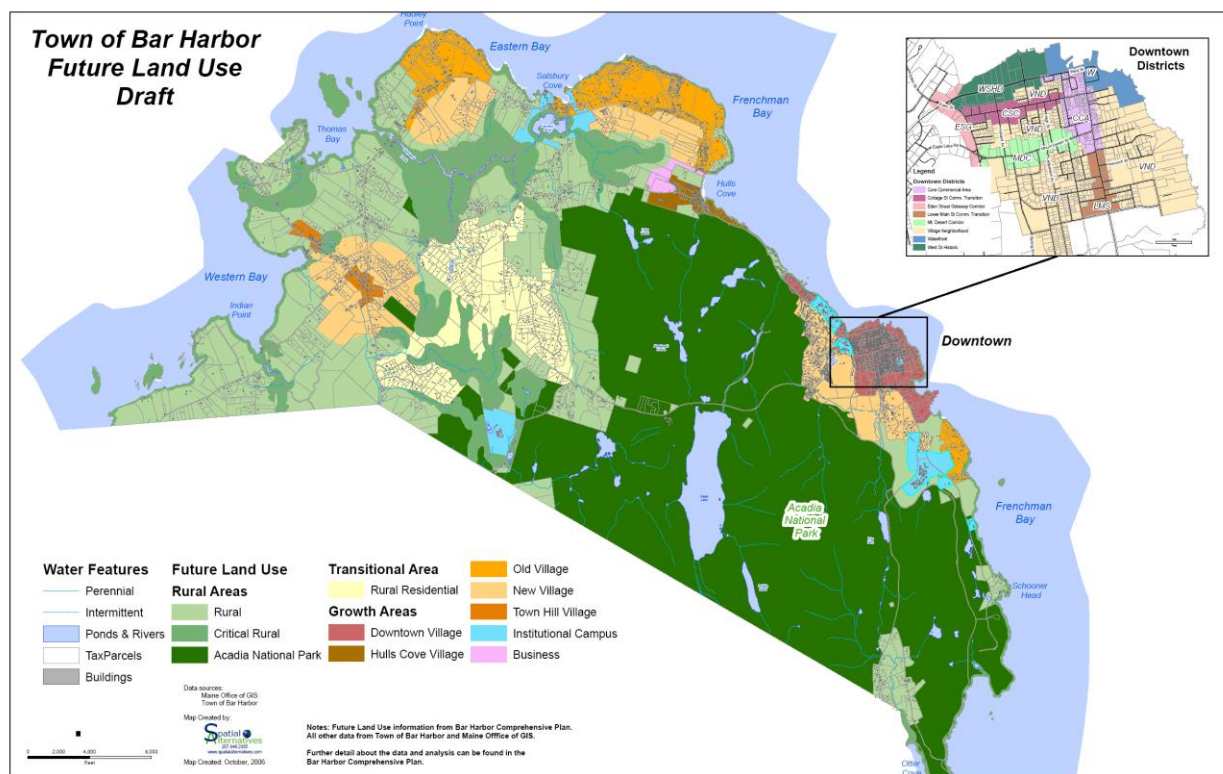 Town of Bar Harbor
Future Land Use
Draft
Hadley
Point
Eastern Bay
Salsbury
Cove
Frenchman
Bay
Thomas
Bay
Hulls
Cove
Western Bay
Indian
Point
Downtown
Acadia
National
Park
Frenchman
Bay
Schooner
Head
Otter
Cove
Downtown
Districts
WSHD
VND
W
CSC
CCA
ESG
VND
MDC
VND
VND
LMS
Legend
Downtown Districts
Core Commercial Area
Cottage St Comm. Transition
Eden Street Gateway Corridor
Lower Main St Comm. Transition
Mt. Desert Corridor
Village Neighborhood
Waterfront
West St Historic
Water Features
Perennial
Intermittent
Ponds & Rivers
TaxParcels
Buildings
Future Land Use
Rural Areas
Rural
Critical Rural
Acadia National Park
Transitional Area
Rural Residential
Growth Areas
Downtown Village
Hulls Cove Village
Old Village
New Village
Town Hill Village
Institutional Campus
Business
Data sources:
Maine Office of GIS
Town of Bar Harbor
Map Created by:
Spatial
Alternatives
www.spatialalternatives.com
Map Created: October, 2006
Notes: Future Land Use information from Bar Harbor Comprehensive Plan.
All other data from Town of Bar Harbor and Maine Offfice of GIS.
Further detail about the data and analysis can be found in the
Bar Harbor Comprehensive Plan.
0 2,000 4,000 8,000
Feet